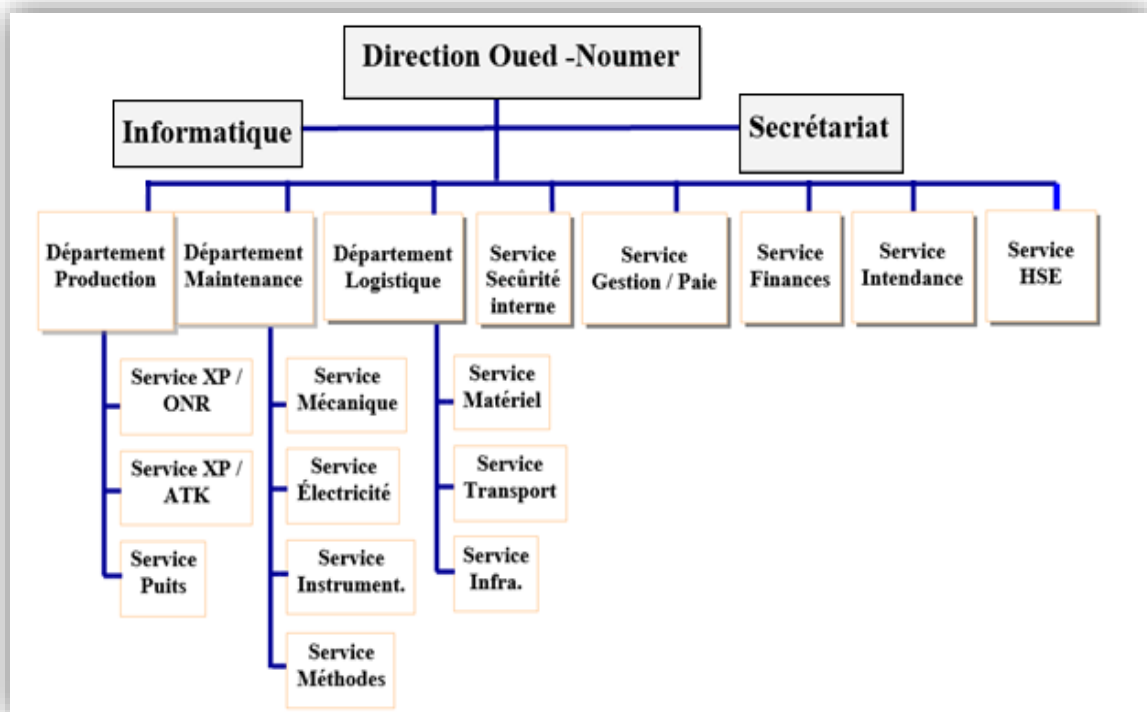 Direction Oued -Noumer
Informatique
Secrétariat
Département
Production
Département
Maintenance
Département
Logistique
Service
Secûrité
interne
Service
Gestion / Paie
Service
Finances
Service
Intendance
Service
HSE
Service XP /
ONR
Service XP /
ATK
Service
Puits
Service
Mécanique
Service
Électricité
Service
Instrument.
Service
Méthodes
Service
Matériel
Service
Transport
Service
Infra.